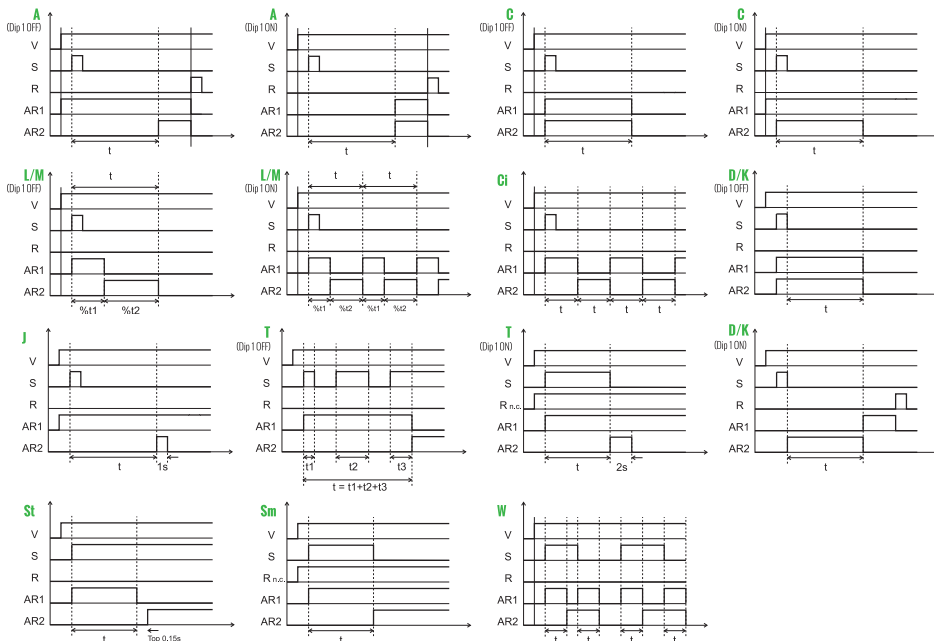 A
(Dip 1 OFF)
V
S
R
AR1
AR2
t
A
(Dip 1 ON)
V
S
R
AR1
AR2
t
C
(Dip 1 OFF)
V
S
R
AR1
AR2
t
C
(Dip 1 ON)
V
S
R
AR1
AR2
t
L/M
(Dip 1 OFF)
t
V
S
R
AR1
AR2
%t1 %t2
L/M
(Dip 1 ON)
t t
V
S
R
AR1
AR2
%t1 %t2 %t1 %t2
Ci
V
S
R
AR1
AR2
t t t t
D/K
(Dip 1 OFF)
V
S
R
AR1
AR2
t
J
V
S
R
AR1
AR2
t 1s
T
(Dip 1 OFF)
V
S
R
AR1
AR2
t1 t2 t3
t = t1+t2+t3
T
(Dip 1 ON)
V
S
R n.c.
AR1
AR2
t 2s
D/K
(Dip 1 ON)
V
S
R
AR1
AR2
t
St
V
S
R
AR1
AR2
t Top 0,15s
Sm
V
S
R n.c.
AR1
AR2
t
W
V
S
R
AR1
AR2
t t t t